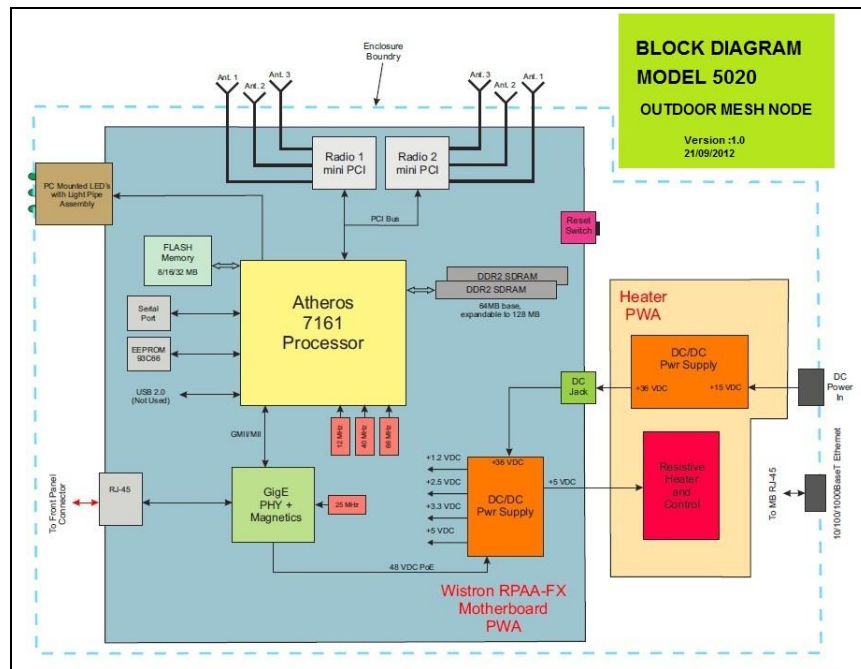 BLOCK DIAGRAM
MODEL 5020
OUTDOOR MESH NODE
Version :1.0
21/09/2012
Enclosure
Boundry
Ant. 1
Ant. 2
Ant. 3
Ant. 3
Ant. 2
Ant. 1
Radio 1
mini PCI
Radio 2
mini PCI
PCI Bus
PC Mounted LED's
with Light Pipe
Assembly
Reset
Switch
FLASH
Memory
8/16/32 MB
Atheros
7161
Processor
DDR2 SDRAM
DDR2 SDRAM
64MB base,
expandable to 128 MB
Serial
Port
EEPROM
93C66
USB 2.0
(Not Used)
12 MHz
40 MHz
66 MHz
GMII/MII
Heater
PWA
DC/DC
Pwr Supply
+36 VDC
+15 VDC
DC
Jack
DC
Power
In
Resistive
Heater
and
Control
To MB RJ-45
10/100/1000BaseT Ethernet
To Front Panel
Connector
RJ-45
GigE
PHY +
Magnetics
25 MHz
+36 VDC
DC/DC
Pwr Supply
+1.2 VDC
+2.5 VDC
+3.3 VDC
+5 VDC
+5 VDC
48 VDC PoE
Wistron RPAA-FX
Motherboard
PWA